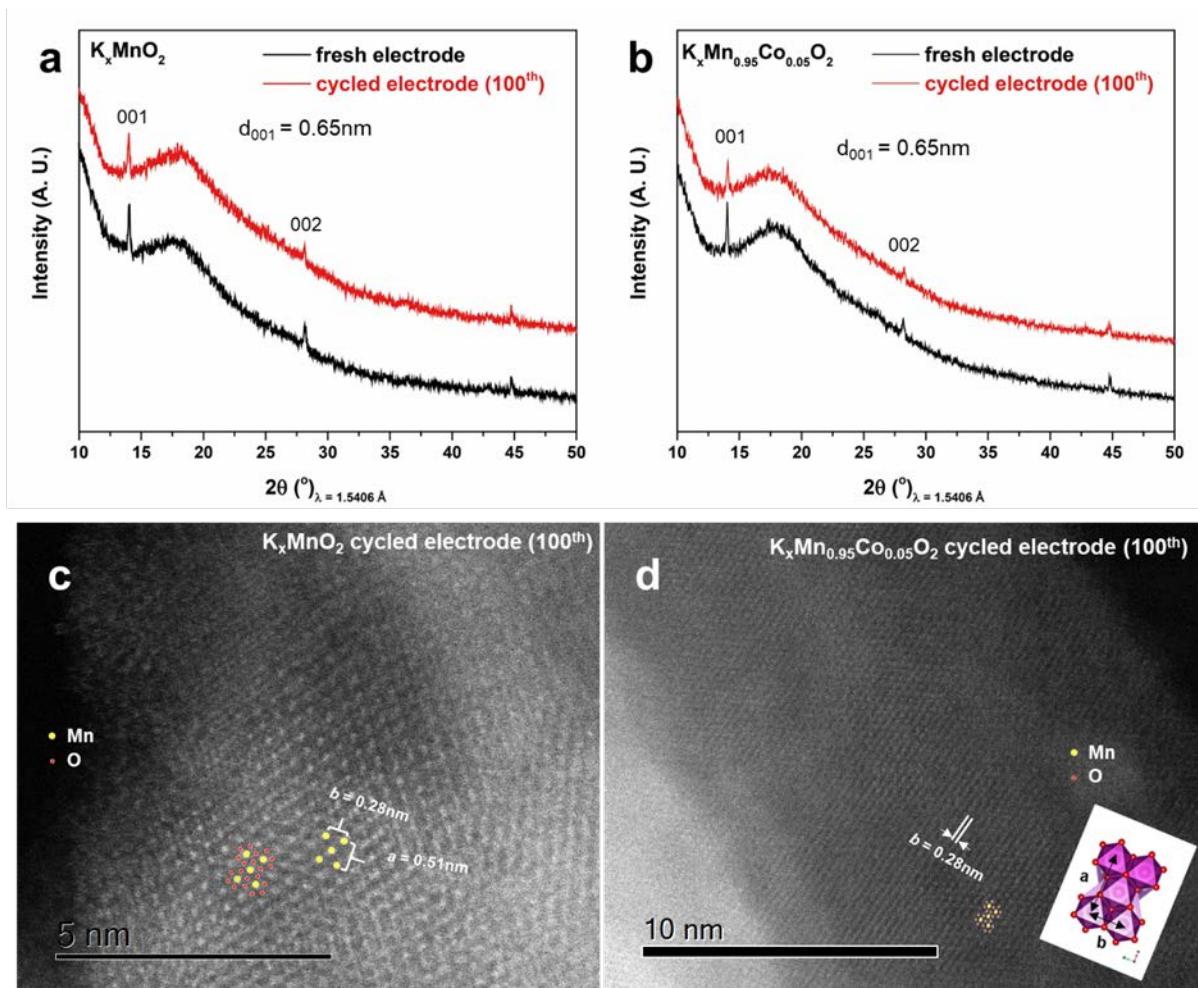 a
KₓMnO₂
fresh electrode
cycled electrode (100ᵗʰ)
001
d₀₀₁ = 0.65nm
002
Intensity (A. U.)
10 15 20 25 30 35 40 45 50
2θ (°)λ = 1.5406 Å
b
KₓMn₀.₉₅Co₀.₀₅O₂
fresh electrode
cycled electrode (100ᵗʰ)
001
d₀₀₁ = 0.65nm
002
Intensity (A. U.)
10 15 20 25 30 35 40 45 50
2θ (°)λ = 1.5406 Å
KₓMnO₂ cycled electrode (100ᵗʰ)
c
Mn
O
b = 0.28nm
a = 0.51nm
5 nm
KₓMn₀.₉₅Co₀.₀₅O₂ cycled electrode (100ᵗʰ)
d
Mn
O
b = 0.28nm
a
b
10 nm